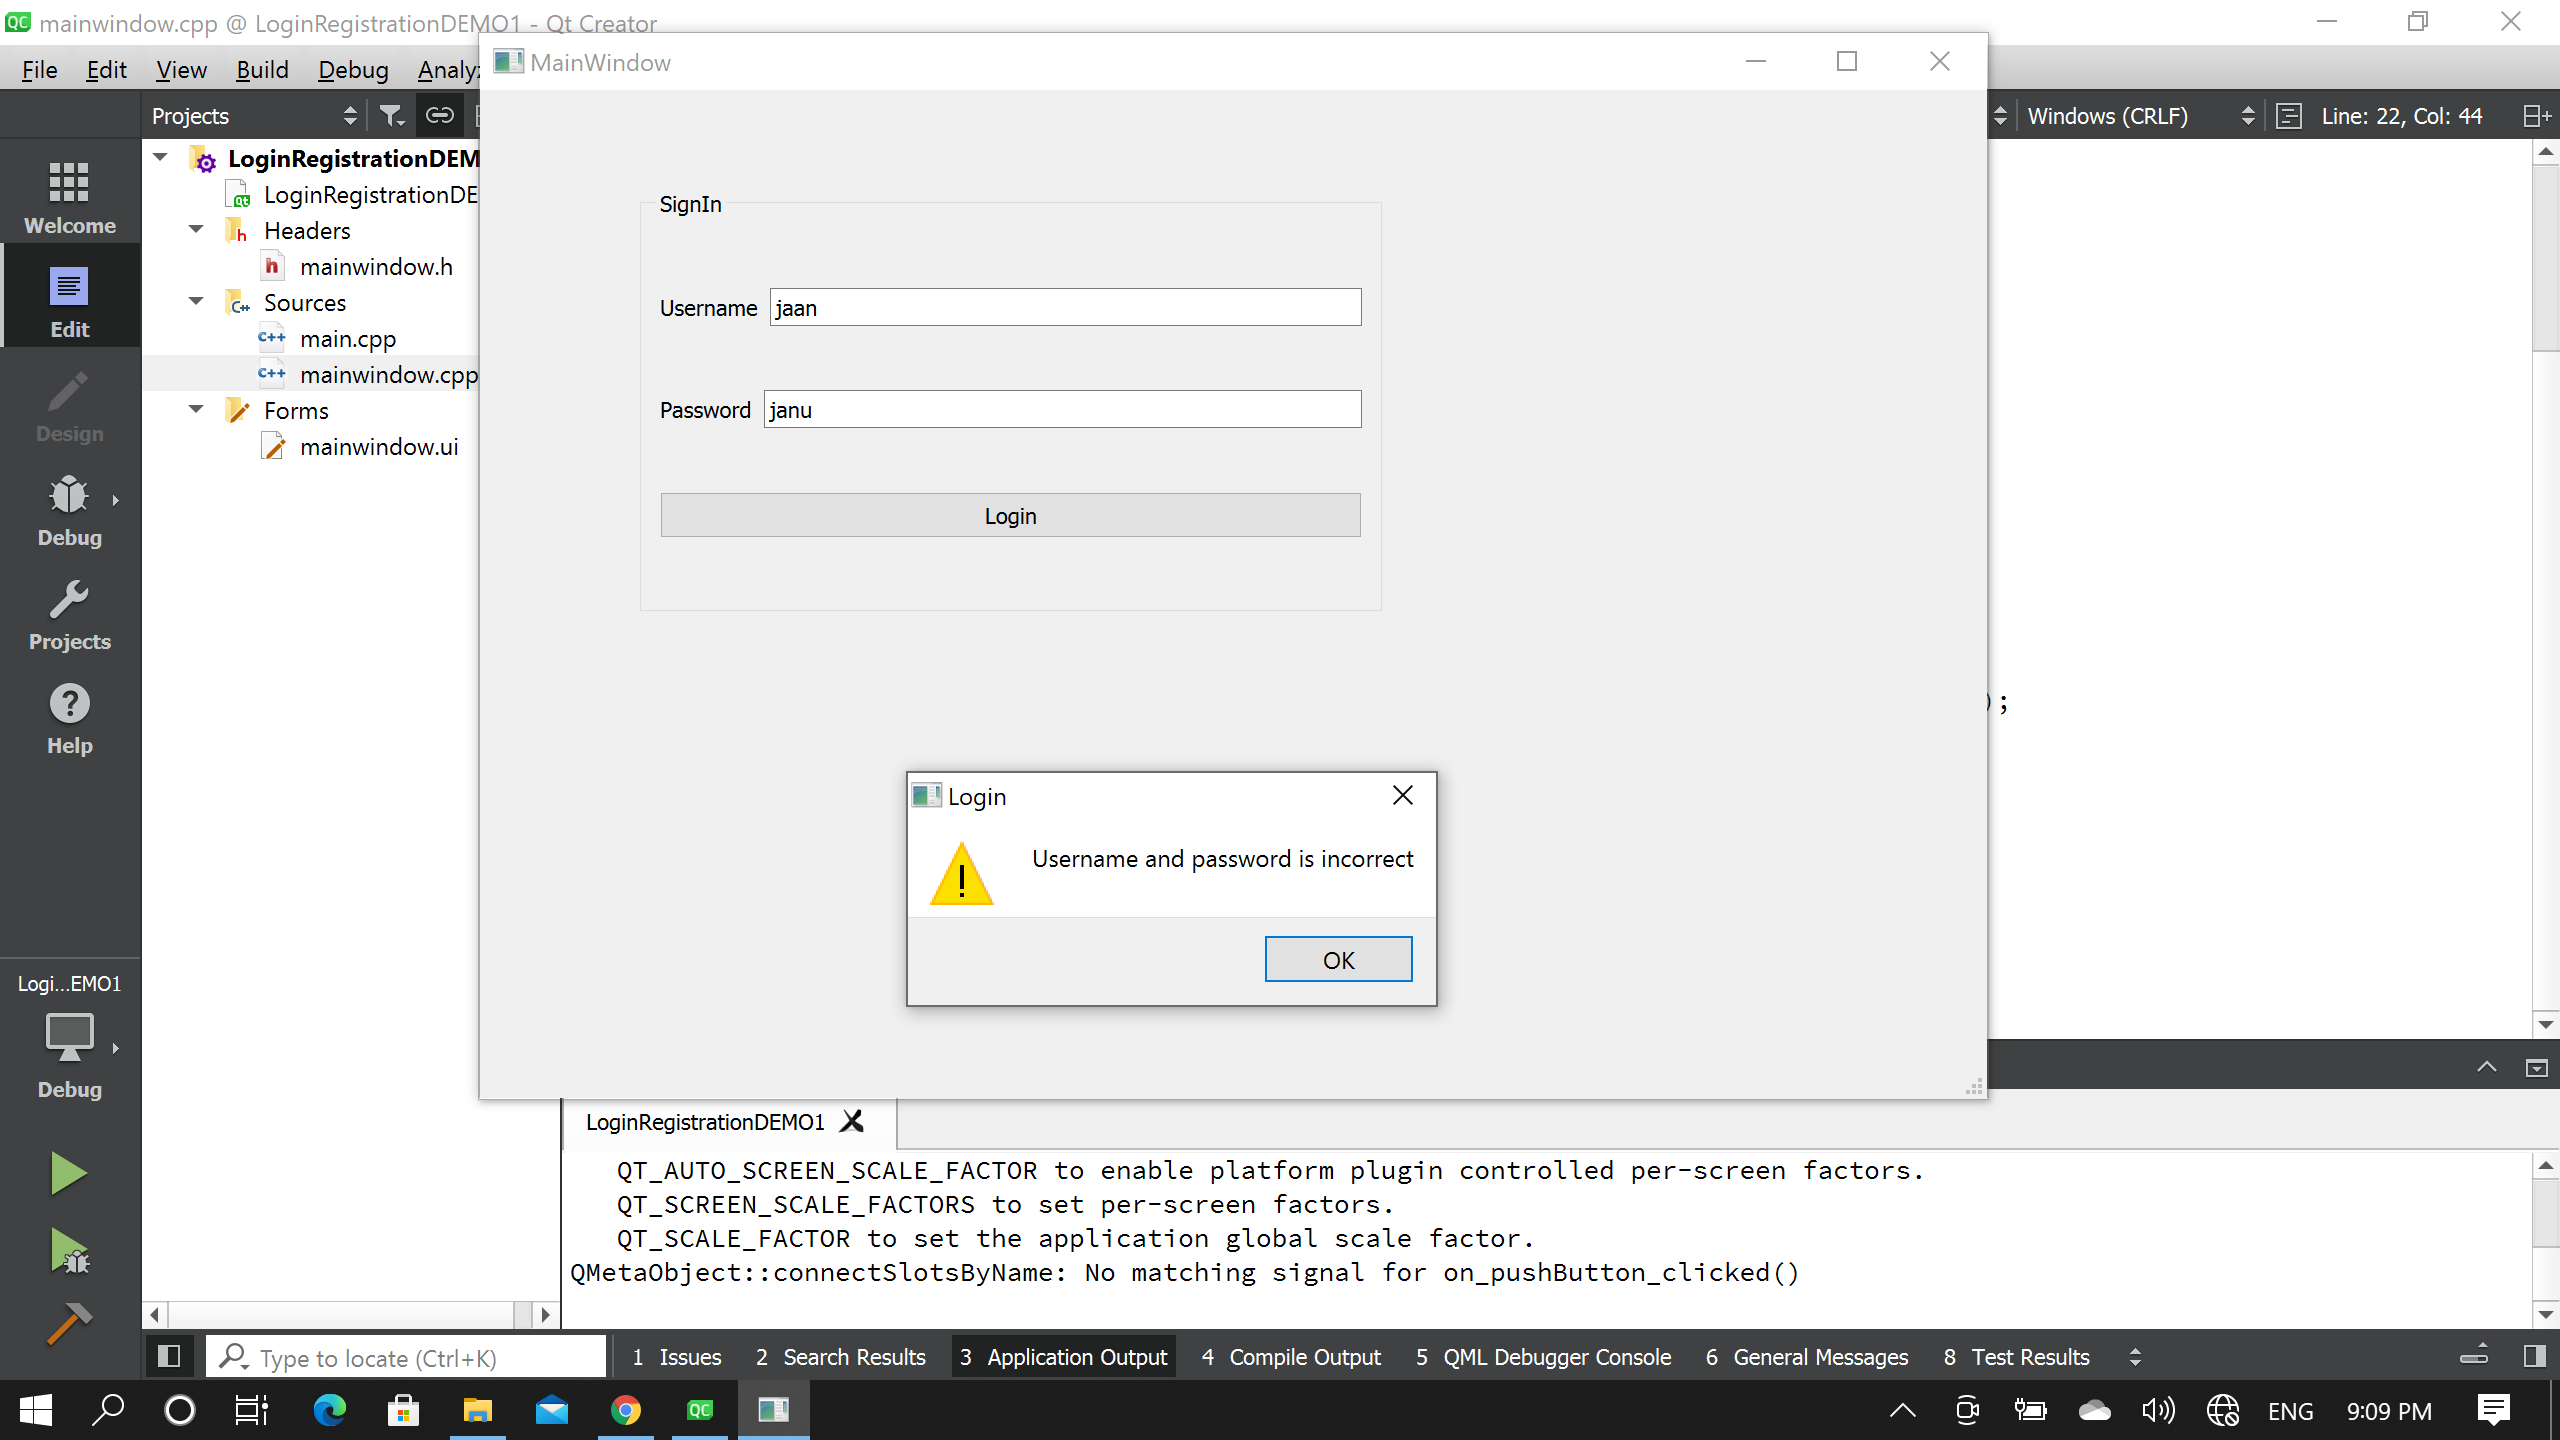 mainwindow.cpp @ LoginRegistrationDEMO1 - Qt Creator
File Edit View Build Debug
MainWindow
Projects
Windows (CRLF)
Line: 22, Col: 44
Welcome
Edit
Design
Debug
Projects
Help
LoginRegistrationDEM
LoginRegistrationDE
Headers
mainwindow.h
Sources
main.cpp
mainwindow.cpp
Forms
mainwindow.ui
SignIn
Username jaan
Password janu
Login
);
Login
Username and password is incorrect
OK
Logi...EMO1
Debug
LoginRegistrationDEMO1
QT_AUTO_SCREEN_SCALE_FACTOR to enable platform plugin controlled per-screen factors.
QT_SCREEN_SCALE_FACTORS to set per-screen factors.
QT_SCALE_FACTOR to set the application global scale factor.
QMetaObject::connectSlotsByName: No matching signal for on_pushButton_clicked()
Type to locate (Ctrl+K)
1 Issues 2 Search Results 3 Application Output 4 Compile Output 5 QML Debugger Console 6 General Messages 8 Test Results
ENG 9:09 PM